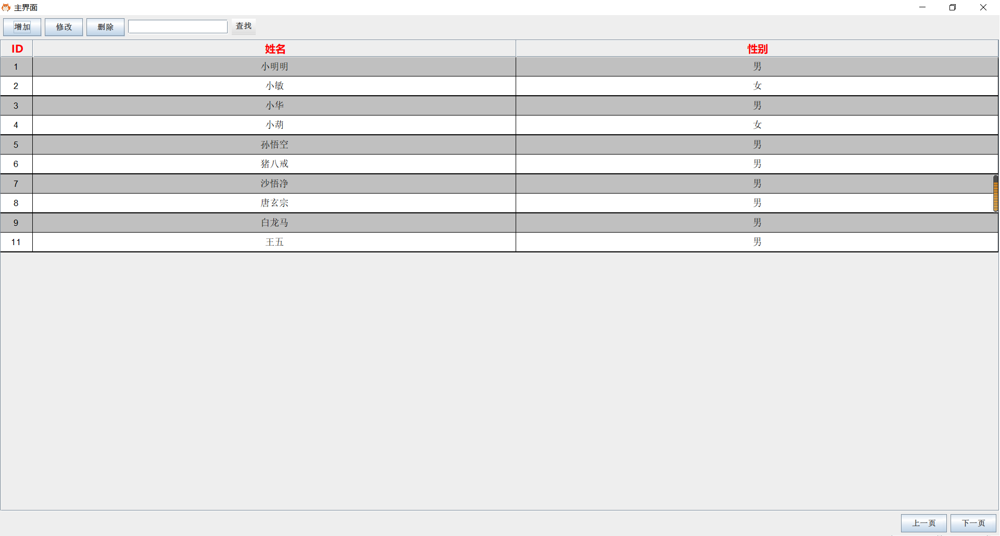 主界面
增加 修改 删除 查找
ID 姓名 性别
1 小明明 男
2 小敏 女
3 小华 男
4 小葫 女
5 孙悟空 男
6 猪八戒 男
7 沙悟净 男
8 唐玄宗 男
9 白龙马 男
11 王五 男
上一页 下一页